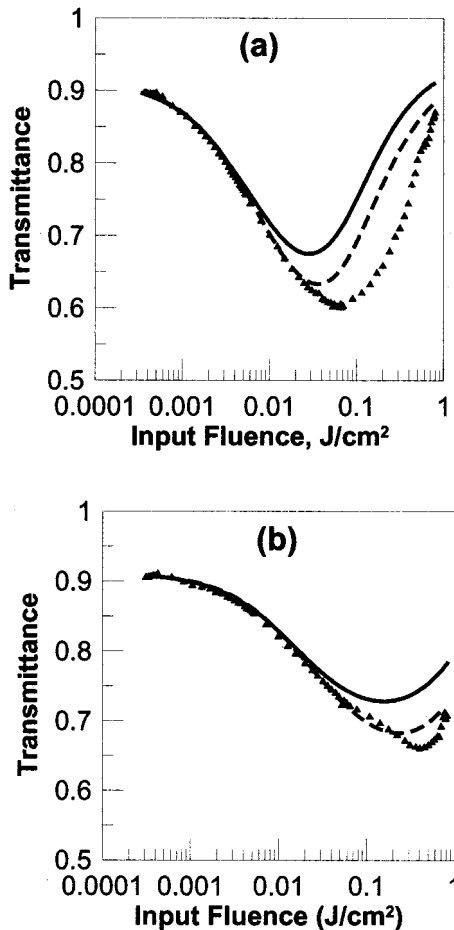 (a)
1
0.9
0.8
0.7
0.6
0.5
Transmittance
0.0001 0.001 0.01 0.1 1
Input Fluence, J/cm²
(b)
1
0.9
0.8
0.7
0.6
0.5
Transmittance
0.0001 0.001 0.01 0.1 1
Input Fluence (J/cm²)